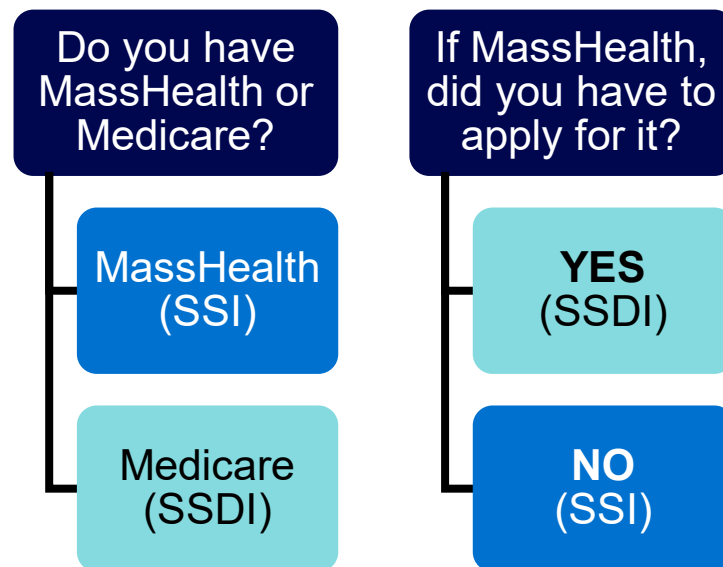 Do you have
MassHealth or
Medicare?
MassHealth
(SSI)
Medicare
(SSDI)
If MassHealth,
did you have to
apply for it?
YES
(SSDI)
NO
(SSI)